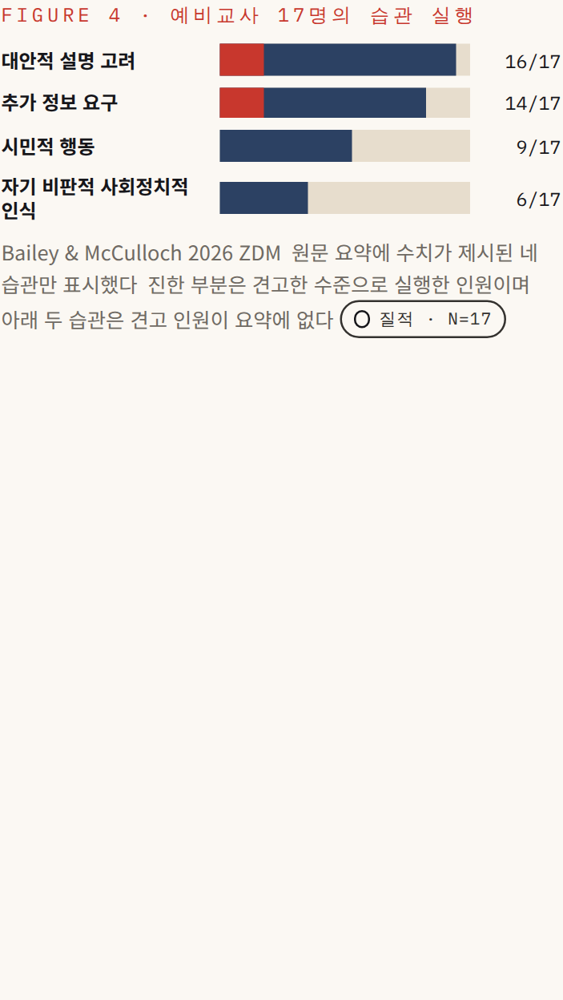 FIGURE 4 · 예비교사 17명의 습관 실행
대안적 설명 고려 16/17
추가 정보 요구 14/17
시민적 행동 9/17
자기 비판적 사회정치적
인식 6/17
Bailey & McCulloch 2026 ZDM 원문 요약에 수치가 제시된 네
습관만 표시했다 진한 부분은 견고한 수준으로 실행한 인원이며
아래 두 습관은 견고 인원이 요약에 없다 질적 · N=17